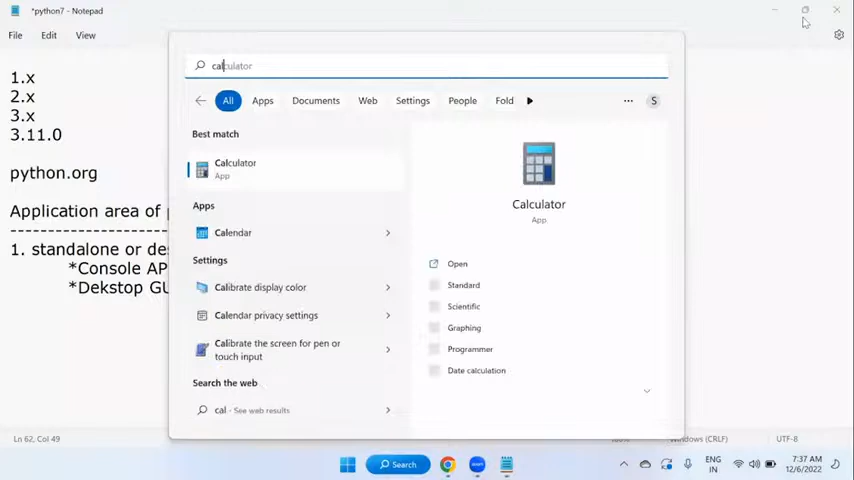 *python7 - Notepad
File Edit View
1.x
2.x
3.x
3.11.0
python.org
Application area of
1. standalone or
*Console
*Dekstop
calculator
All Apps Documents Web Settings People Fold
S
Best match
Calculator
App
Apps
Calendar
Settings
Calibrate display color
Calendar privacy settings
Calibrate the screen for pen or
touch input
Search the web
cal - See web results
Calculator
App
Open
Standard
Scientific
Graphing
Programmer
Date calculation
Ln 62, Col 49
Windows (CRLF) UTF-8
Search
zoom
ENG
IN
7:37 AM
12/6/2022